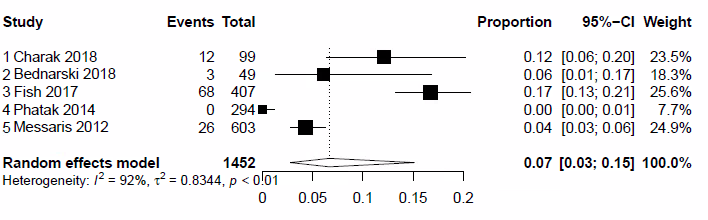 Study Events Total Proportion 95%−CI Weight
1 Charak 2018 12 99 0.12 [0.06; 0.20] 23.5%
2 Bednarski 2018 3 49 0.06 [0.01; 0.17] 18.3%
3 Fish 2017 68 407 0.17 [0.13; 0.21] 25.6%
4 Phatak 2014 0 294 0.00 [0.00; 0.01] 7.7%
5 Messaris 2012 26 603 0.04 [0.03; 0.06] 24.9%
Random effects model 1452 0.07 [0.03; 0.15] 100.0%
Heterogeneity: I² = 92%, τ² = 0.8344, p < 0.01
0 0.05 0.1 0.15 0.2